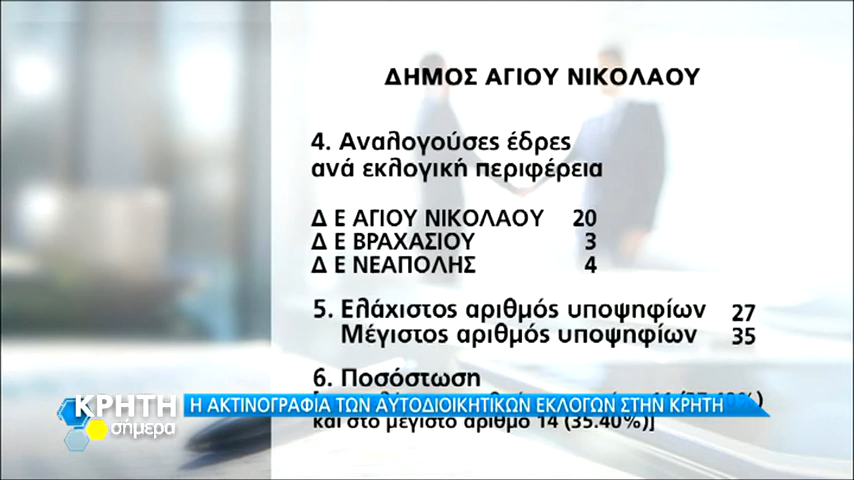 ΔΗΜΟΣ ΑΓΙΟΥ ΝΙΚΟΛΑΟΥ
4. Αναλογούσες έδρες
ανά εκλογική περιφέρεια
Δ Ε ΑΓΙΟΥ ΝΙΚΟΛΑΟΥ 20
Δ Ε ΒΡΑΧΑΣΙΟΥ 3
Δ Ε ΝΕΑΠΟΛΗΣ 4
5. Ελάχιστος αριθμός υποψηφίων 27
Μέγιστος αριθμός υποψηφίων 35
6. Ποσόστωση
ΚΡΗΤΗ
σήμερα
Η ΑΚΤΙΝΟΓΡΑΦΙΑ ΤΩΝ ΑΥΤΟΔΙΟΙΚΗΤΙΚΩΝ ΕΚΛΟΓΩΝ ΣΤΗΝ ΚΡΗΤΗ
και στο μέγιστο αριθμό 14 (35.40%)]